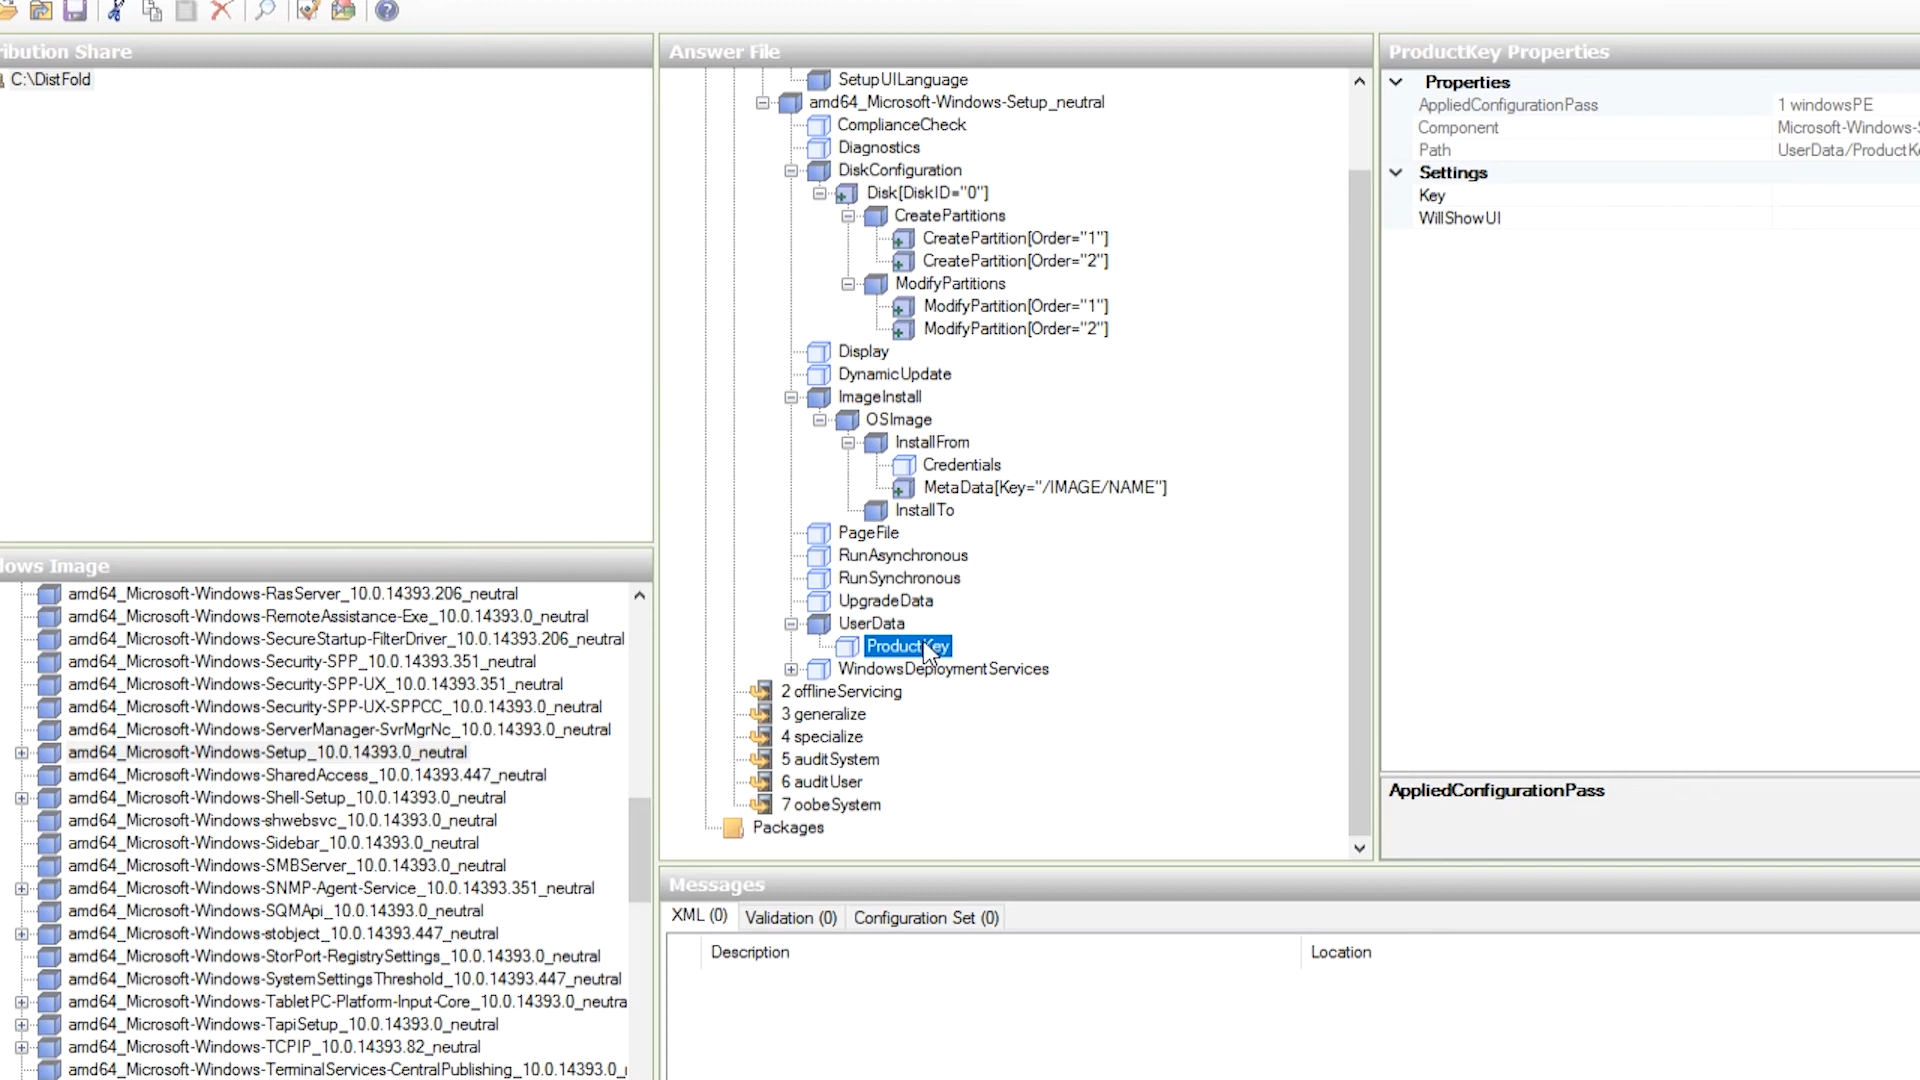 ribution Share
C:\DistFold
Answer File
SetupUILanguage
amd64_Microsoft-Windows-Setup_neutral
ComplianceCheck
Diagnostics
DiskConfiguration
Disk[DiskID="0"]
CreatePartitions
CreatePartition[Order="1"]
CreatePartition[Order="2"]
ModifyPartitions
ModifyPartition[Order="1"]
ModifyPartition[Order="2"]
Display
DynamicUpdate
ImageInstall
OSImage
InstallFrom
Credentials
MetaData[Key="/IMAGE/NAME"]
InstallTo
PageFile
RunAsynchronous
RunSynchronous
UpgradeData
UserData
ProductKey
WindowsDeploymentServices
2 offlineServicing
3 generalize
4 specialize
5 auditSystem
6 auditUser
7 oobeSystem
Packages
ProductKey Properties
Properties
AppliedConfigurationPass 1 windowsPE
Component Microsoft-Windows-S
Path UserData/ProductKe
Settings
Key
WillShowUI
AppliedConfigurationPass
dows Image
amd64_Microsoft-Windows-RasServer_10.0.14393.206_neutral
amd64_Microsoft-Windows-RemoteAssistance-Exe_10.0.14393.0_neutral
amd64_Microsoft-Windows-SecureStartup-FilterDriver_10.0.14393.206_neutral
amd64_Microsoft-Windows-Security-SPP_10.0.14393.351_neutral
amd64_Microsoft-Windows-Security-SPP-UX_10.0.14393.351_neutral
amd64_Microsoft-Windows-Security-SPP-UX-SPPCC_10.0.14393.0_neutral
amd64_Microsoft-Windows-ServerManager-SvrMgrNc_10.0.14393.0_neutral
amd64_Microsoft-Windows-Setup_10.0.14393.0_neutral
amd64_Microsoft-Windows-SharedAccess_10.0.14393.447_neutral
amd64_Microsoft-Windows-Shell-Setup_10.0.14393.0_neutral
amd64_Microsoft-Windows-shwebsvc_10.0.14393.0_neutral
amd64_Microsoft-Windows-Sidebar_10.0.14393.0_neutral
amd64_Microsoft-Windows-SMBServer_10.0.14393.0_neutral
amd64_Microsoft-Windows-SNMP-Agent-Service_10.0.14393.351_neutral
amd64_Microsoft-Windows-SQMApi_10.0.14393.0_neutral
amd64_Microsoft-Windows-stobject_10.0.14393.447_neutral
amd64_Microsoft-Windows-StorPort-RegistrySettings_10.0.14393.0_neutral
amd64_Microsoft-Windows-SystemSettingsThreshold_10.0.14393.447_neutral
amd64_Microsoft-Windows-TabletPC-Platform-Input-Core_10.0.14393.0_neutra
amd64_Microsoft-Windows-TapiSetup_10.0.14393.0_neutral
amd64_Microsoft-Windows-TCPIP_10.0.14393.82_neutral
amd64_Microsoft-Windows-TerminalServices-CentralPublishing_10.0.14393.0_
Messages
XML (0) Validation (0) Configuration Set (0)
Description Location